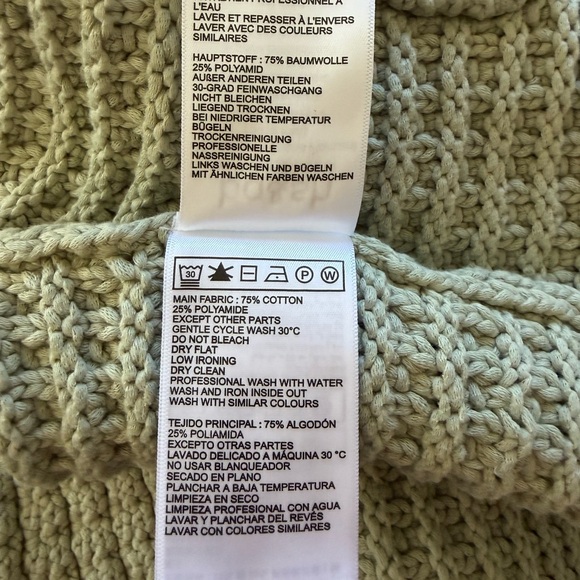 L'EAU
LAVER ET REPASSER À L'ENVERS
LAVER AVEC DES COULEURS
SIMILAIRES
HAUPTSTOFF : 75% BAUMWOLLE
25% POLYAMID
AUßER ANDEREN TEILEN
30-GRAD FEINWASCHGANG
NICHT BLEICHEN
LIEGEND TROCKNEN
BEI NIEDRIGER TEMPERATUR
BÜGELN
TROCKENREINIGUNG
PROFESSIONELLE
NASSREINIGUNG
LINKS WASCHEN UND BÜGELN
MIT ÄHNLICHEN FARBEN WASCHEN
30 P W
MAIN FABRIC : 75% COTTON
25% POLYAMIDE
EXCEPT OTHER PARTS
GENTLE CYCLE WASH 30°C
DO NOT BLEACH
DRY FLAT
LOW IRONING
DRY CLEAN
PROFESSIONAL WASH WITH WATER
WASH AND IRON INSIDE OUT
WASH WITH SIMILAR COLOURS
TEJIDO PRINCIPAL : 75% ALGODÓN
25% POLIAMIDA
EXCEPTO OTRAS PARTES
LAVADO DELICADO A MÁQUINA 30 °C
NO USAR BLANQUEADOR
SECADO EN PLANO
PLANCHAR A BAJA TEMPERATURA
LIMPIEZA EN SECO
LIMPIEZA PROFESIONAL CON AGUA
LAVAR Y PLANCHAR DEL REVÉS
LAVAR CON COLORES SIMILARES